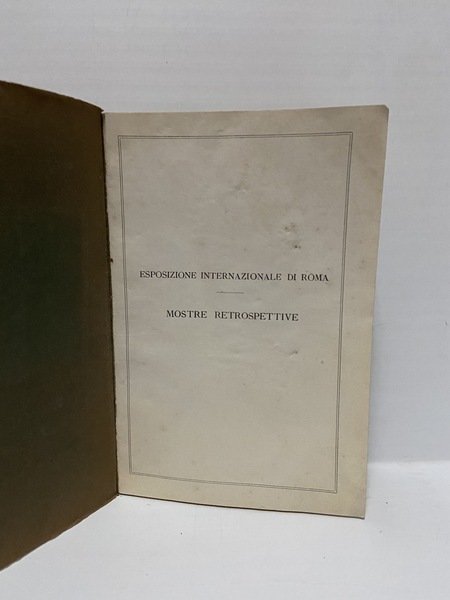 ESPOSIZIONE INTERNAZIONALE DI ROMA
MOSTRE RETROSPETTIVE